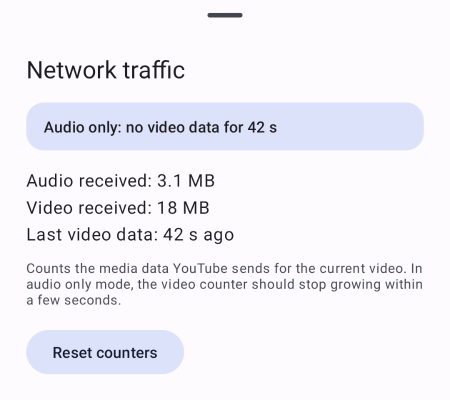 Network traffic
Audio only: no video data for 42 s
Audio received: 3.1 MB
Video received: 18 MB
Last video data: 42 s ago
Counts the media data YouTube sends for the current video. In
audio only mode, the video counter should stop growing within
a few seconds.
Reset counters